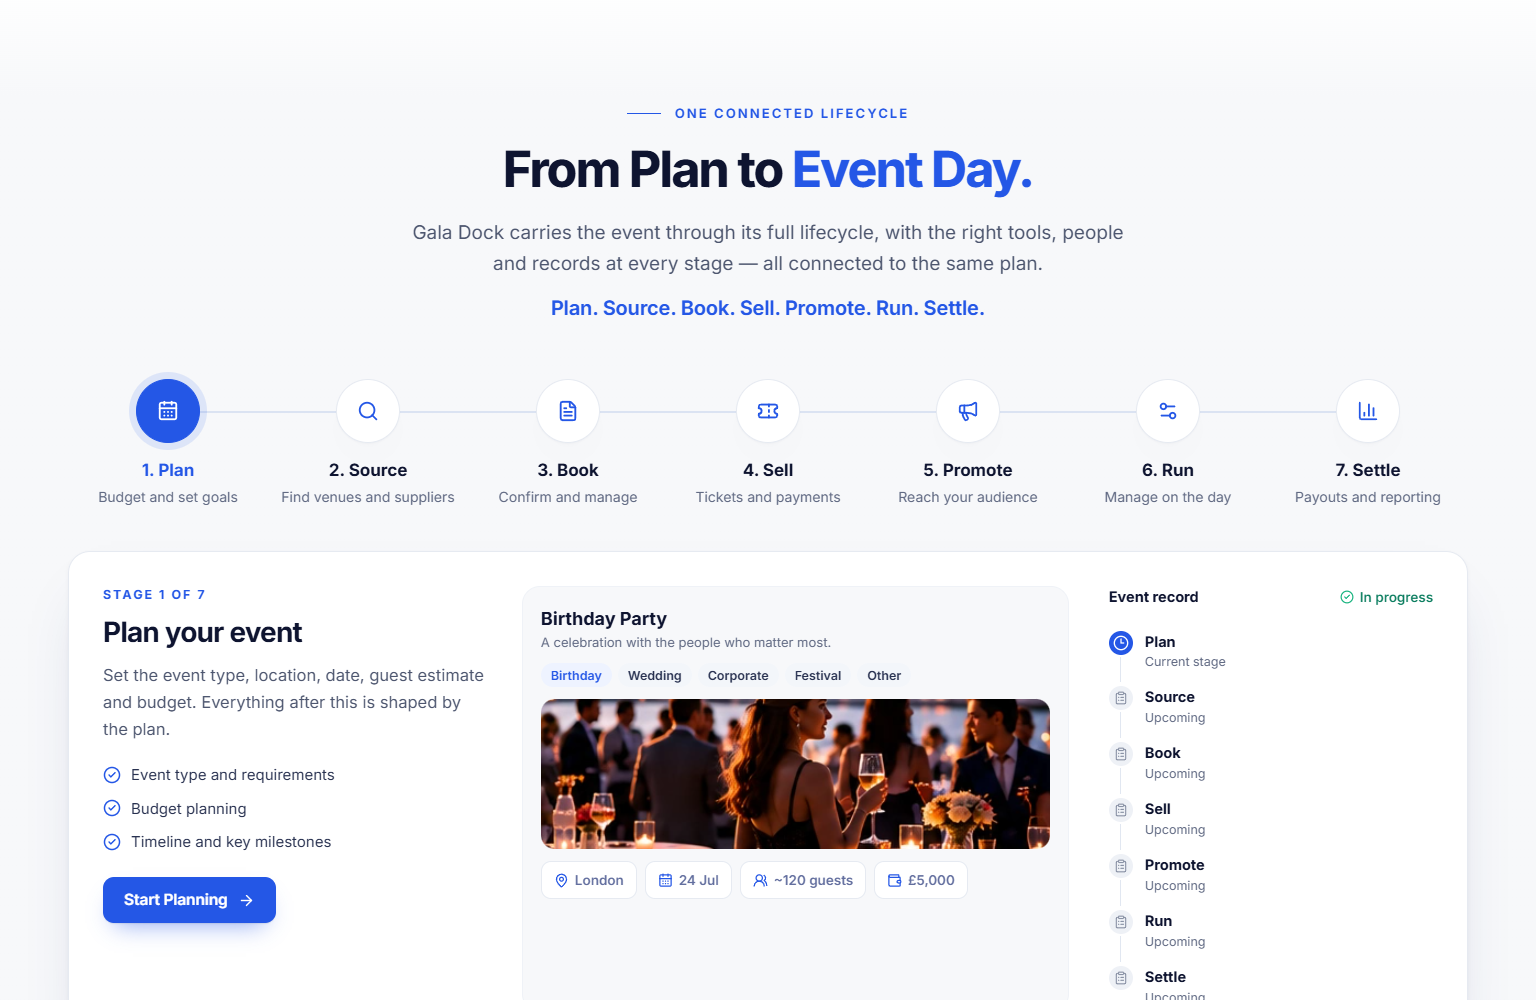 ONE CONNECTED LIFECYCLE
From Plan to Event Day.
Gala Dock carries the event through its full lifecycle, with the right tools, people
and records at every stage — all connected to the same plan.
Plan. Source. Book. Sell. Promote. Run. Settle.
1. Plan
Budget and set goals
2. Source
Find venues and suppliers
3. Book
Confirm and manage
4. Sell
Tickets and payments
5. Promote
Reach your audience
6. Run
Manage on the day
7. Settle
Payouts and reporting
STAGE 1 OF 7
Plan your event
Set the event type, location, date, guest estimate
and budget. Everything after this is shaped by
the plan.
Event type and requirements
Budget planning
Timeline and key milestones
Start Planning
Birthday Party
A celebration with the people who matter most.
Birthday Wedding Corporate Festival Other
London 24 Jul ~120 guests £5,000
Event record In progress
Plan
Current stage
Source
Upcoming
Book
Upcoming
Sell
Upcoming
Promote
Upcoming
Run
Upcoming
Settle
Upcoming